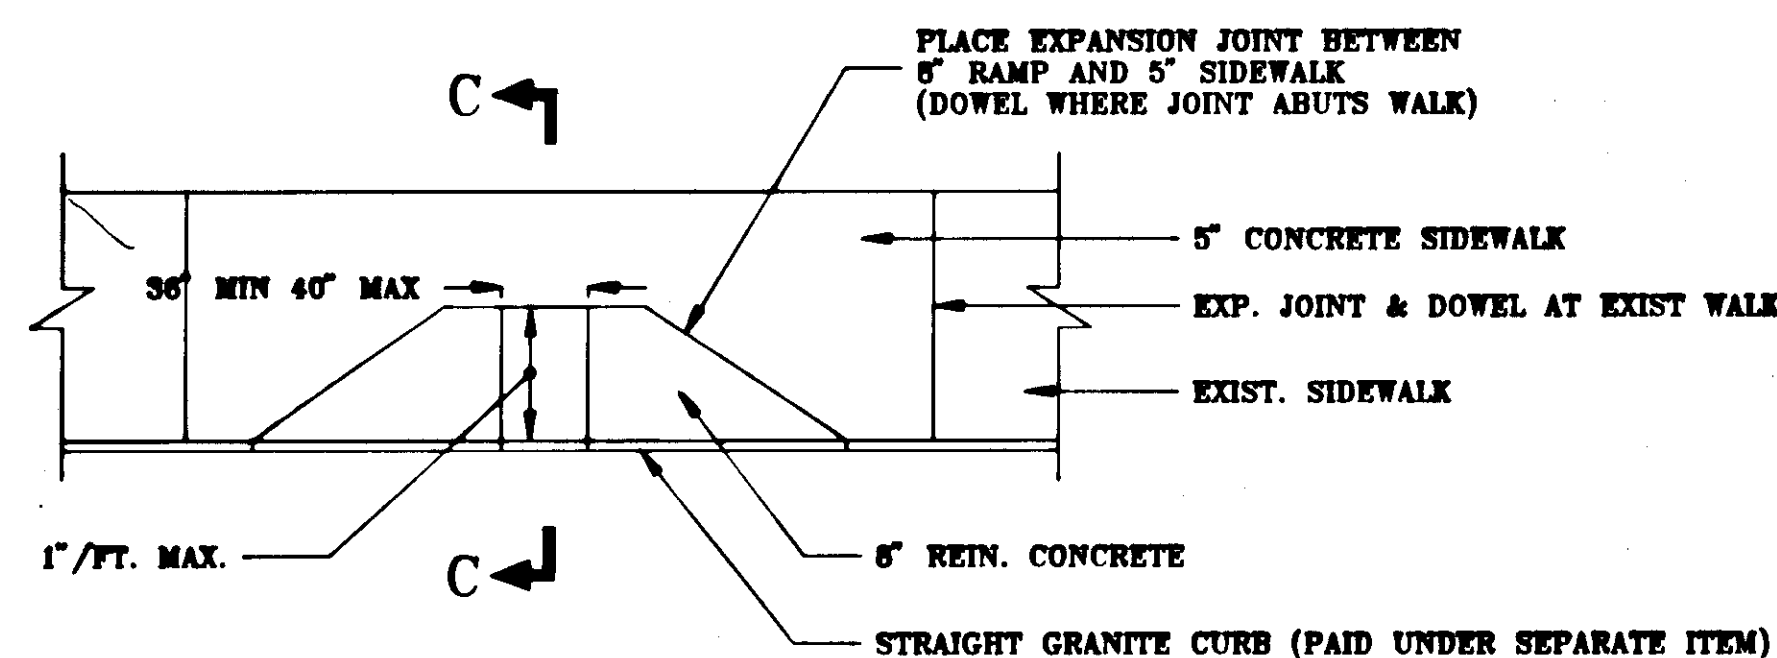 PLACE EXPANSION JOINT BETWEEN
RAMP AND 5" SIDEWALK
(DOWEL WHERE JOINT ABUTS WALK)
C
5" CONCRETE SIDEWALK
36" MIN 40" MAX
EXP. JOINT & DOWEL AT EXIST WALK
EXIST. SIDEWALK
1"/FT. MAX.
C
REIN. CONCRETE
STRAIGHT GRANITE CURB (PAID UNDER SEPARATE ITEM)